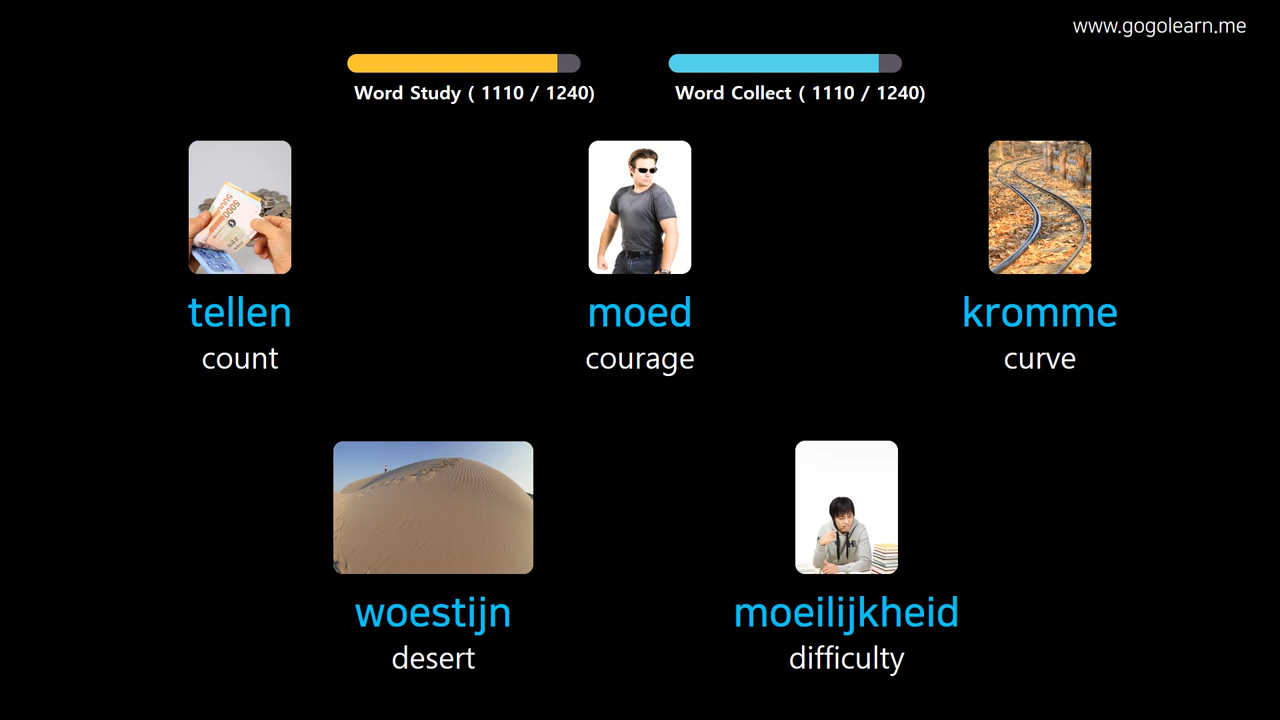 www.gogolearn.me
Word Study ( 1110 / 1240)
Word Collect ( 1110 / 1240)
tellen
count
moed
courage
kromme
curve
woestijn
desert
moeilijkheid
difficulty